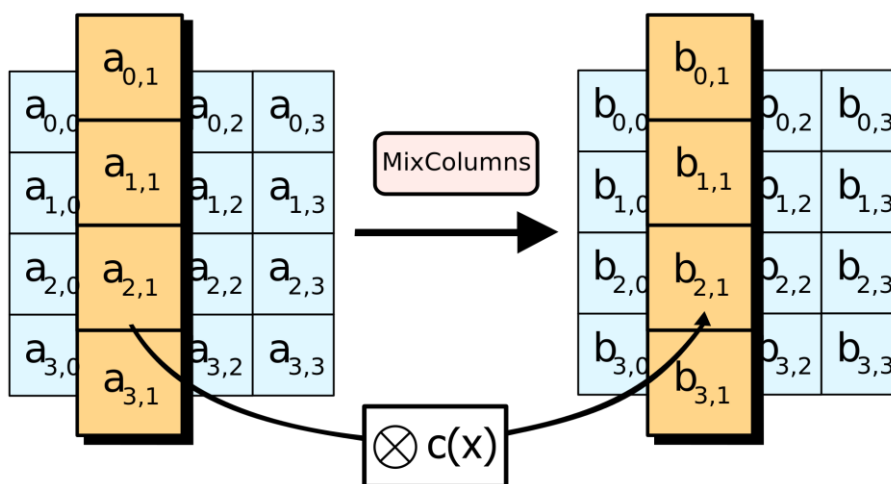 a0,1 b0,1
a0,0 a0,2 a0,3 b0,0 b0,2 b0,3
a1,1 MixColumns b1,1
a1,0 a1,2 a1,3 b1,0 b1,2 b1,3
a2,1 b2,1
a2,0 a2,2 a2,3 b2,0 b2,2 b2,3
a3,0 a3,2 a3,3 b3,0 b3,2 b3,3
a3,1 b3,1
⊗ c(x)